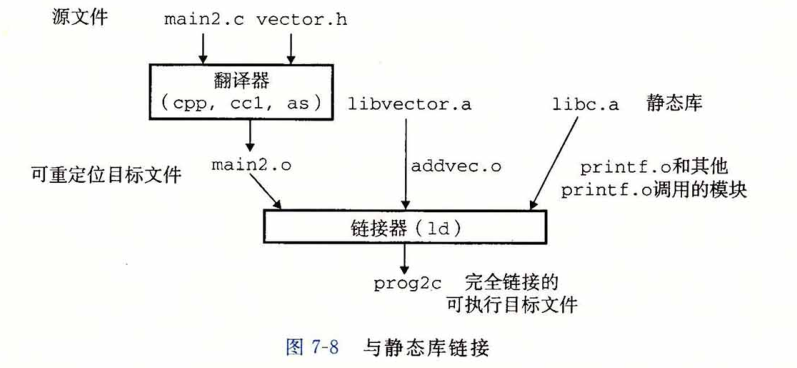 源文件 main2.c vector.h
翻译器
(cpp, cc1, as)
libvector.a
libc.a 静态库
可重定位目标文件
main2.o
addvec.o
printf.o和其他
printf.o调用的模块
链接器(ld)
prog2c 完全链接的
可执行目标文件
图 7-8 与静态库链接